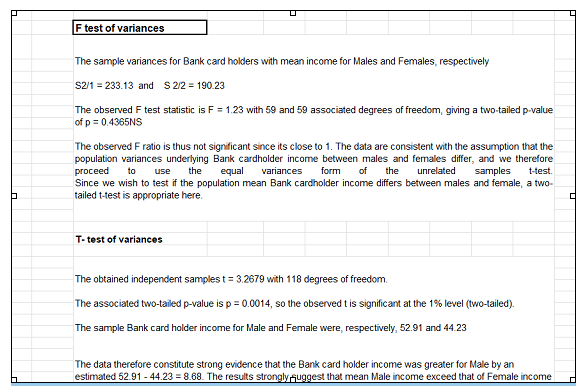 F test of variances
The sample variances for Bank card holders with mean income for Males and Females, respectively
S2/1 = 233.13 and S 2/2 = 190.23
The observed F test statistic is F = 1.23 with 59 and 59 associated degrees of freedom, giving a two-tailed p-value
of p = 0.4365NS
The observed F ratio is thus not significant since its close to 1. The data are consistent with the assumption that the
population variances underlying Bank cardholder income between males and females differ, and we therefore
proceed to use the equal variances form of the unrelated samples t-test.
Since we wish to test if the population mean Bank cardholder income differs between males and female, a two-
tailed t-test is appropriate here.
T- test of variances
The obtained independent samples t = 3.2679 with 118 degrees of freedom.
The associated two-tailed p-value is p = 0.0014, so the observed t is significant at the 1% level (two-tailed).
The sample Bank card holder income for Male and Female were, respectively, 52.91 and 44.23
The data therefore constitute strong evidence that the Bank card holder income was greater for Male by an
estimated 52.91 - 44.23 = 8.68. The results strongly suggest that mean Male income exceed that of Female income